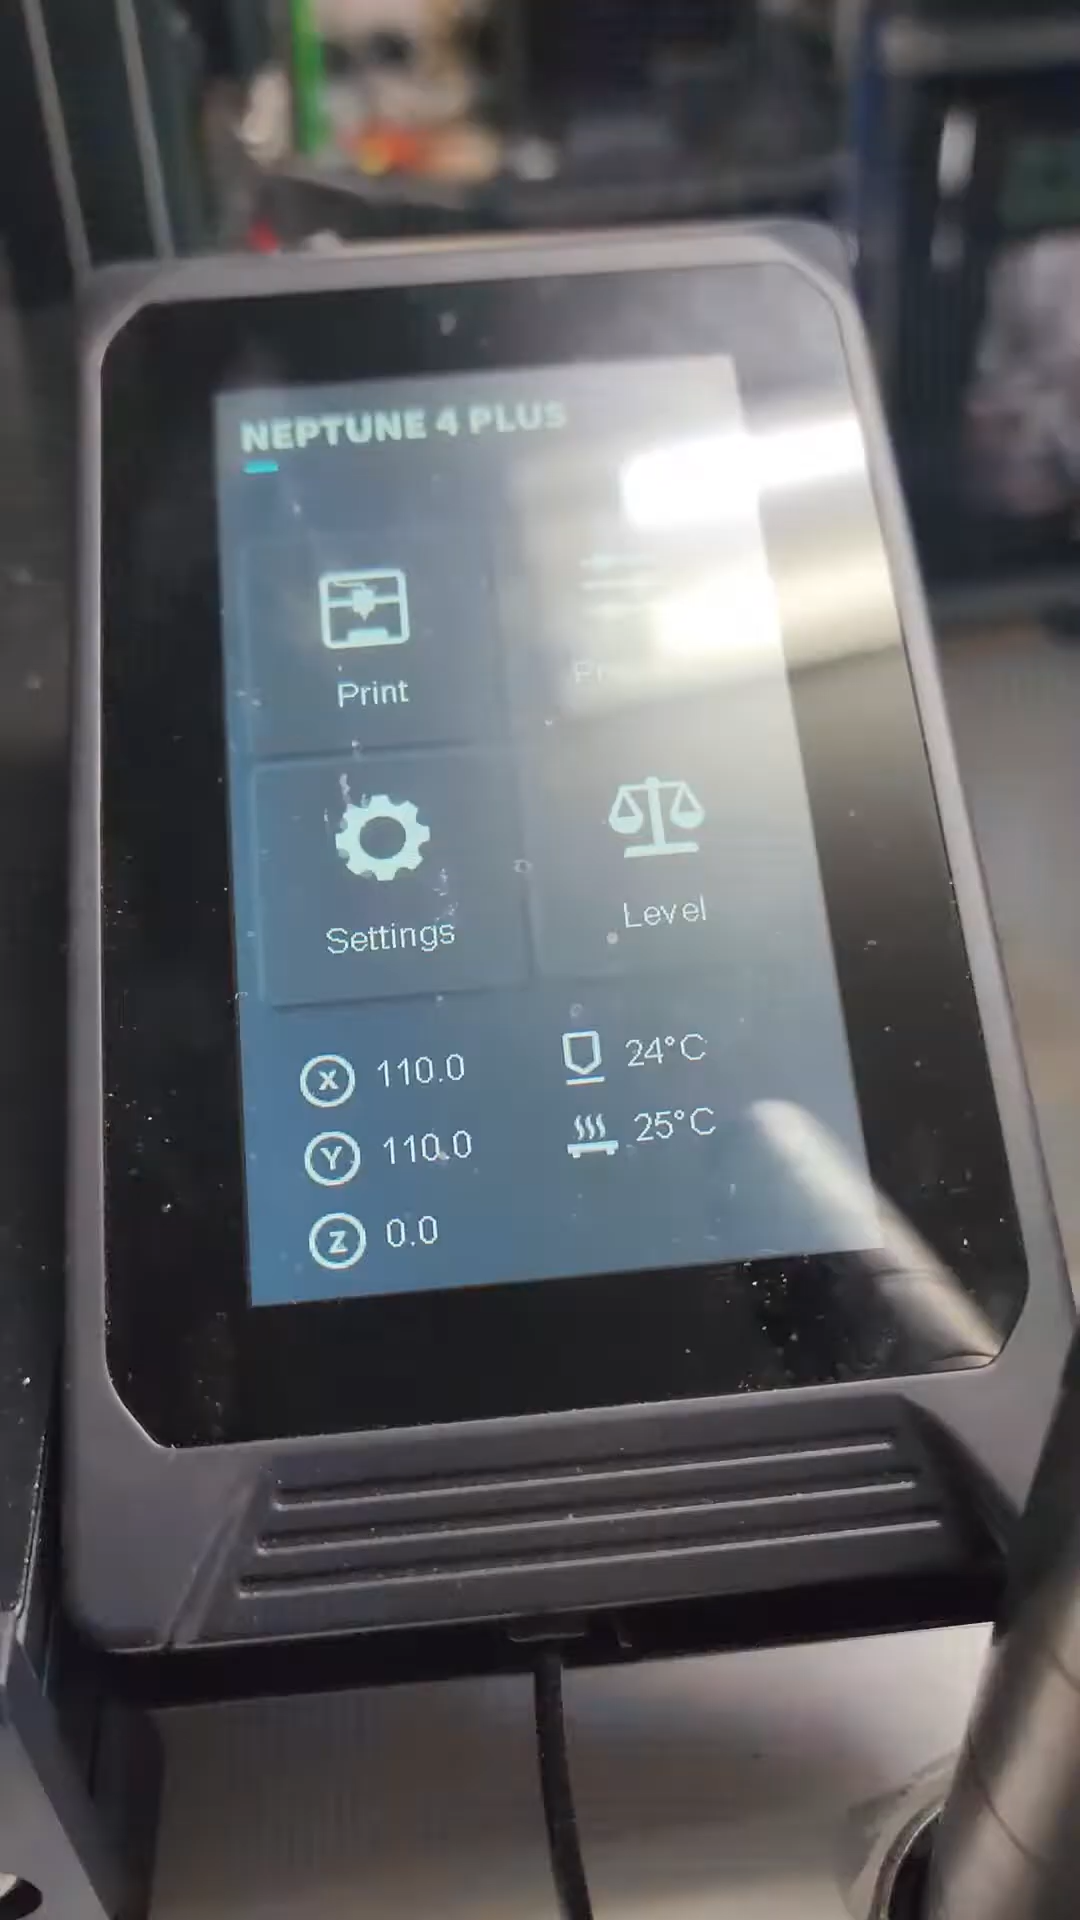 NEPTUNE 4 PLUS
Print
Settings
Level
X 110.0
24°C
Y 110.0
25°C
Z 0.0